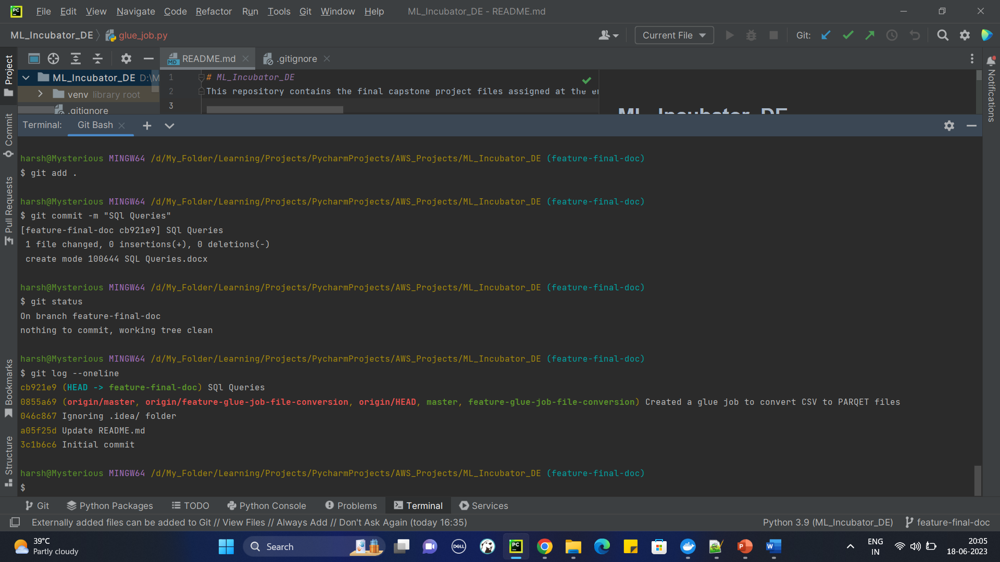 PC File Edit View Navigate Code Refactor Run Tools Git Window Help ML_Incubator_DE - README.md
ML_Incubator_DE glue_job.py Current File Git:
README.md .gitignore
Project
ML_Incubator_DE D:\M
venv library root
.gitignore
1 # ML_Incubator_DE
2 This repository contains the final capstone project files assigned at the er
3
ML_Incubator_DE
Notifications
Commit
Pull Requests
Bookmarks
Structure
Terminal: Git Bash
harsh@Mysterious MINGW64 /d/My_Folder/Learning/Projects/PycharmProjects/AWS_Projects/ML_Incubator_DE (feature-final-doc)
$ git add .
harsh@Mysterious MINGW64 /d/My_Folder/Learning/Projects/PycharmProjects/AWS_Projects/ML_Incubator_DE (feature-final-doc)
$ git commit -m "SQl Queries"
[feature-final-doc cb921e9] SQl Queries
1 file changed, 0 insertions(+), 0 deletions(-)
create mode 100644 SQL Queries.docx
harsh@Mysterious MINGW64 /d/My_Folder/Learning/Projects/PycharmProjects/AWS_Projects/ML_Incubator_DE (feature-final-doc)
$ git status
On branch feature-final-doc
nothing to commit, working tree clean
harsh@Mysterious MINGW64 /d/My_Folder/Learning/Projects/PycharmProjects/AWS_Projects/ML_Incubator_DE (feature-final-doc)
$ git log --oneline
cb921e9 (HEAD -> feature-final-doc) SQl Queries
0855a69 (origin/master, origin/feature-glue-job-file-conversion, origin/HEAD, master, feature-glue-job-file-conversion) Created a glue job to convert CSV to PARQET files
046c867 Ignoring .idea/ folder
a05f25d Update README.md
3c1b6c6 Initial commit
harsh@Mysterious MINGW64 /d/My_Folder/Learning/Projects/PycharmProjects/AWS_Projects/ML_Incubator_DE (feature-final-doc)
$
Git Python Packages TODO Python Console Problems Terminal Services
Externally added files can be added to Git // View Files // Always Add // Don't Ask Again (today 16:35) Python 3.9 (ML_Incubator_DE) feature-final-doc
39°C
Partly cloudy
Search
DELL
PC
P
W
ENG
IN
20:05
18-06-2023